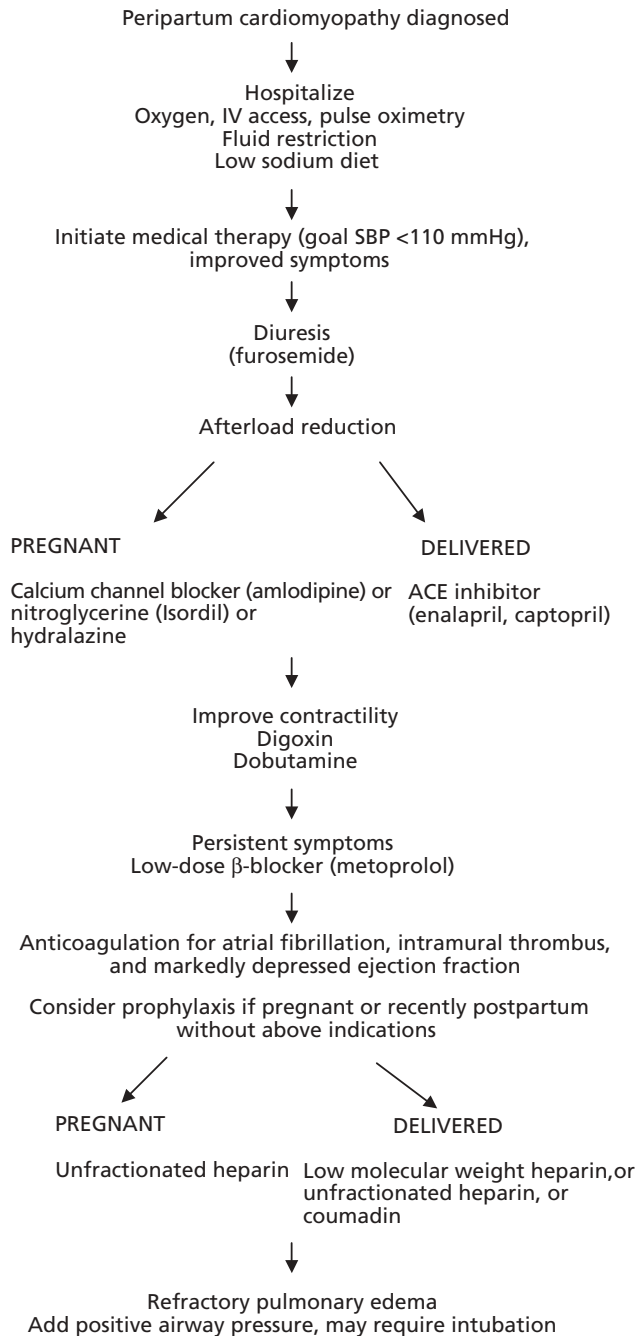 Peripartum cardiomyopathy diagnosed
Hospitalize
Oxygen, IV access, pulse oximetry
Fluid restriction
Low sodium diet
Initiate medical therapy (goal SBP <110 mmHg),
improved symptoms
Diuresis
(furosemide)
Afterload reduction
PREGNANT
Calcium channel blocker (amlodipine) or
nitroglycerine (Isordil) or
hydralazine
DELIVERED
ACE inhibitor
(enalapril, captopril)
Improve contractility
Digoxin
Dobutamine
Persistent symptoms
Low-dose β-blocker (metoprolol)
Anticoagulation for atrial fibrillation, intramural thrombus,
and markedly depressed ejection fraction
Consider prophylaxis if pregnant or recently postpartum
without above indications
PREGNANT
Unfractionated heparin
DELIVERED
Low molecular weight heparin,or
unfractionated heparin, or
coumadin
Refractory pulmonary edema
Add positive airway pressure, may require intubation